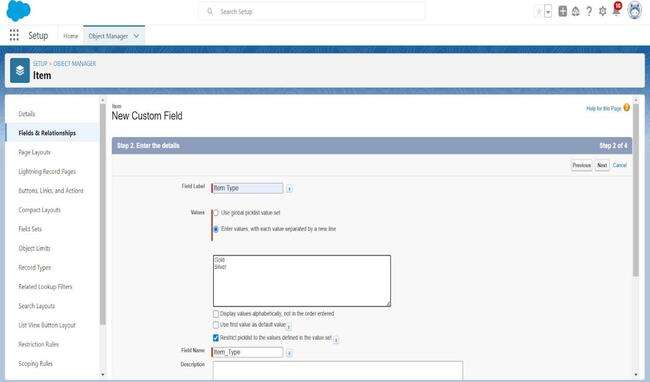 Search Setup
16
Setup
Home
Object Manager
SETUP > OBJECT MANAGER
Item
Details
Fields & Relationships
Page Layouts
Lightning Record Pages
Buttons, Links, and Actions
Compact Layouts
Field Sets
Object Limits
Record Types
Related Lookup Filters
Search Layouts
List View Button Layout
Restriction Rules
Scoping Rules
Item
New Custom Field
Help for this Page
Step 2. Enter the details
Step 2 of 4
Previous
Next
Cancel
Field Label
Item Type
Values
Use global picklist value set
Enter values, with each value separated by a new line
Gold
Silver
Display values alphabetically, not in the order entered
Use first value as default value
Restrict picklist to the values defined in the value set
Field Name
Item_Type
Description